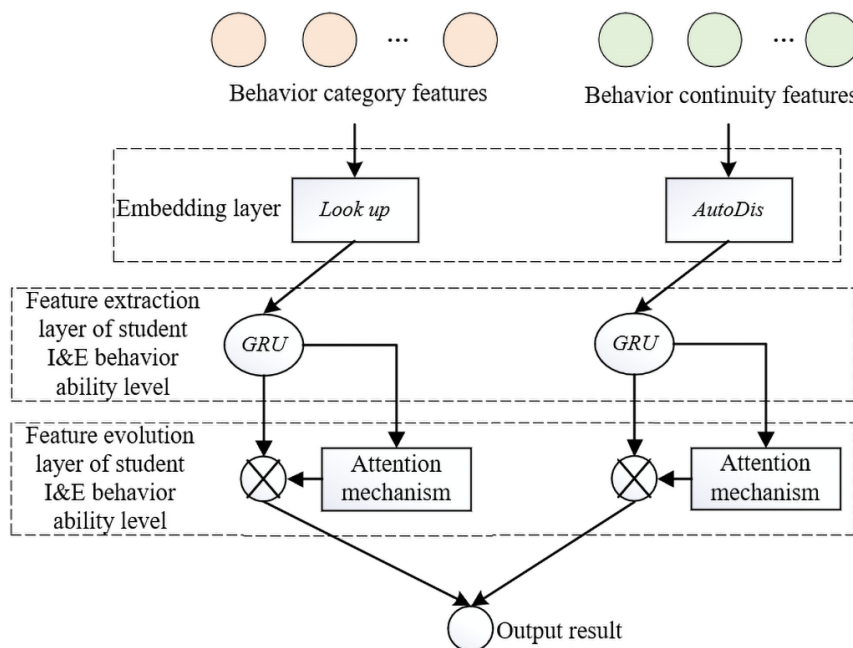 ... ...
Behavior category features Behavior continuity features
Embedding layer Look up AutoDis
Feature extraction
layer of student
I&E behavior
ability level
GRU GRU
Feature evolution
layer of student
I&E behavior
ability level
Attention
mechanism
Attention
mechanism
Output result